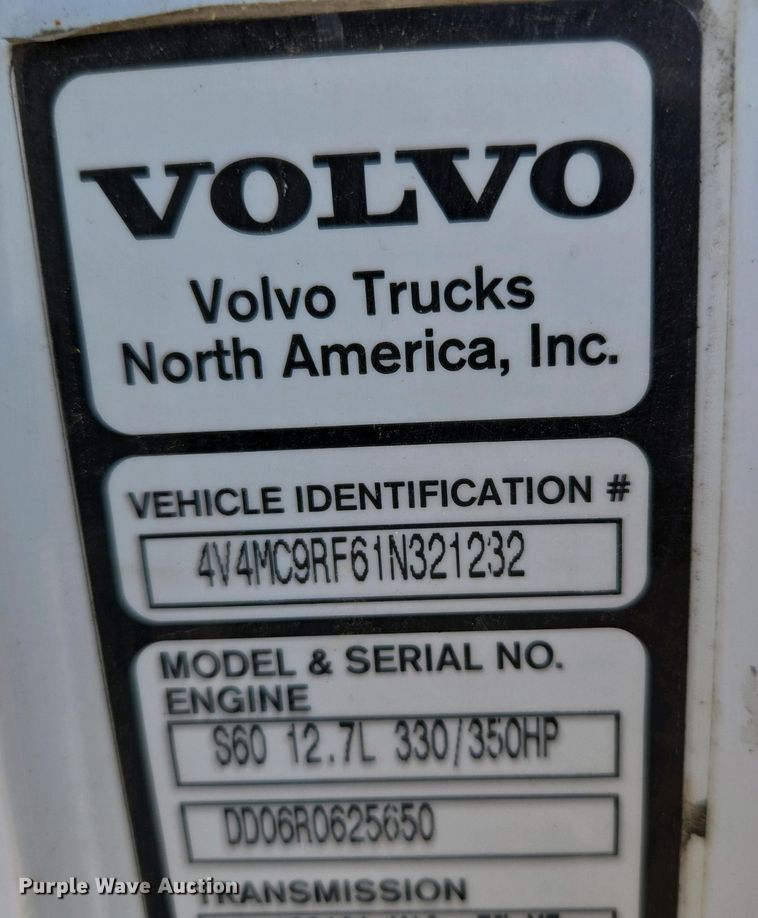 VOLVO
Volvo Trucks
North America, Inc.
VEHICLE IDENTIFICATION #
4V4MC9RF61N321232
MODEL & SERIAL NO.
ENGINE
S60 12.7L 330/350HP
DD06R0625650
TRANSMISSION
Purple Wave Auction